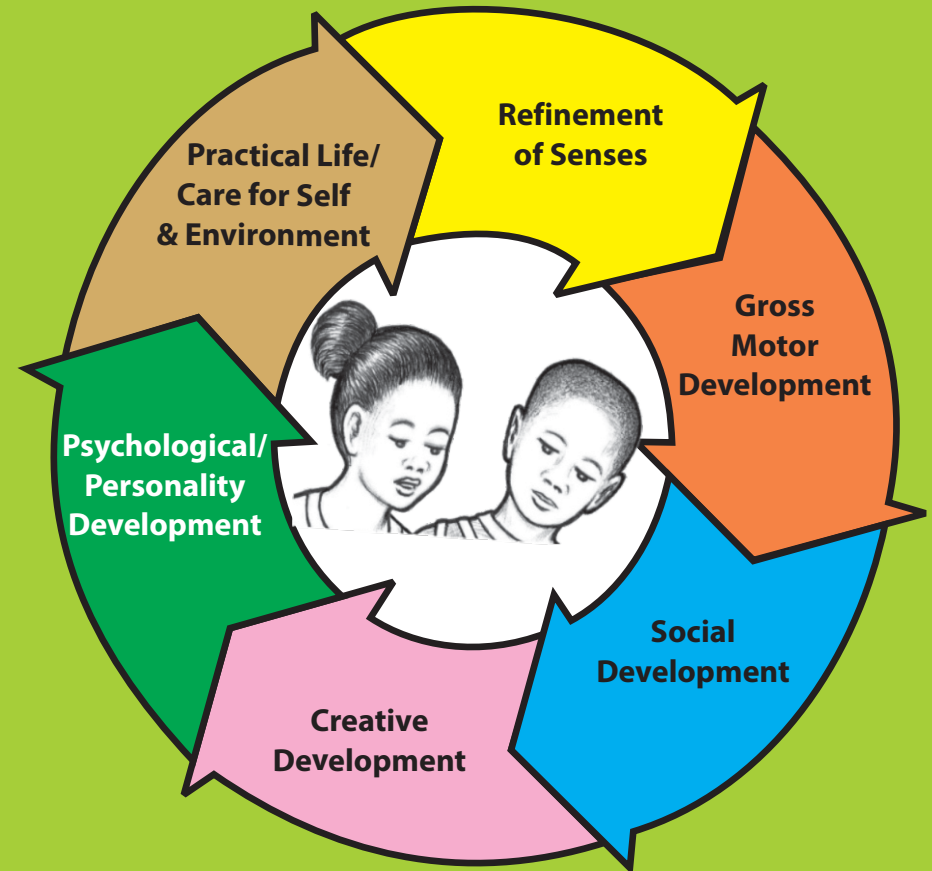 Refinement
of Senses
Gross
Motor
Development
Social
Development
Creative
Development
Psychological/
Personality
Development
Practical Life/
Care for Self
& Environment